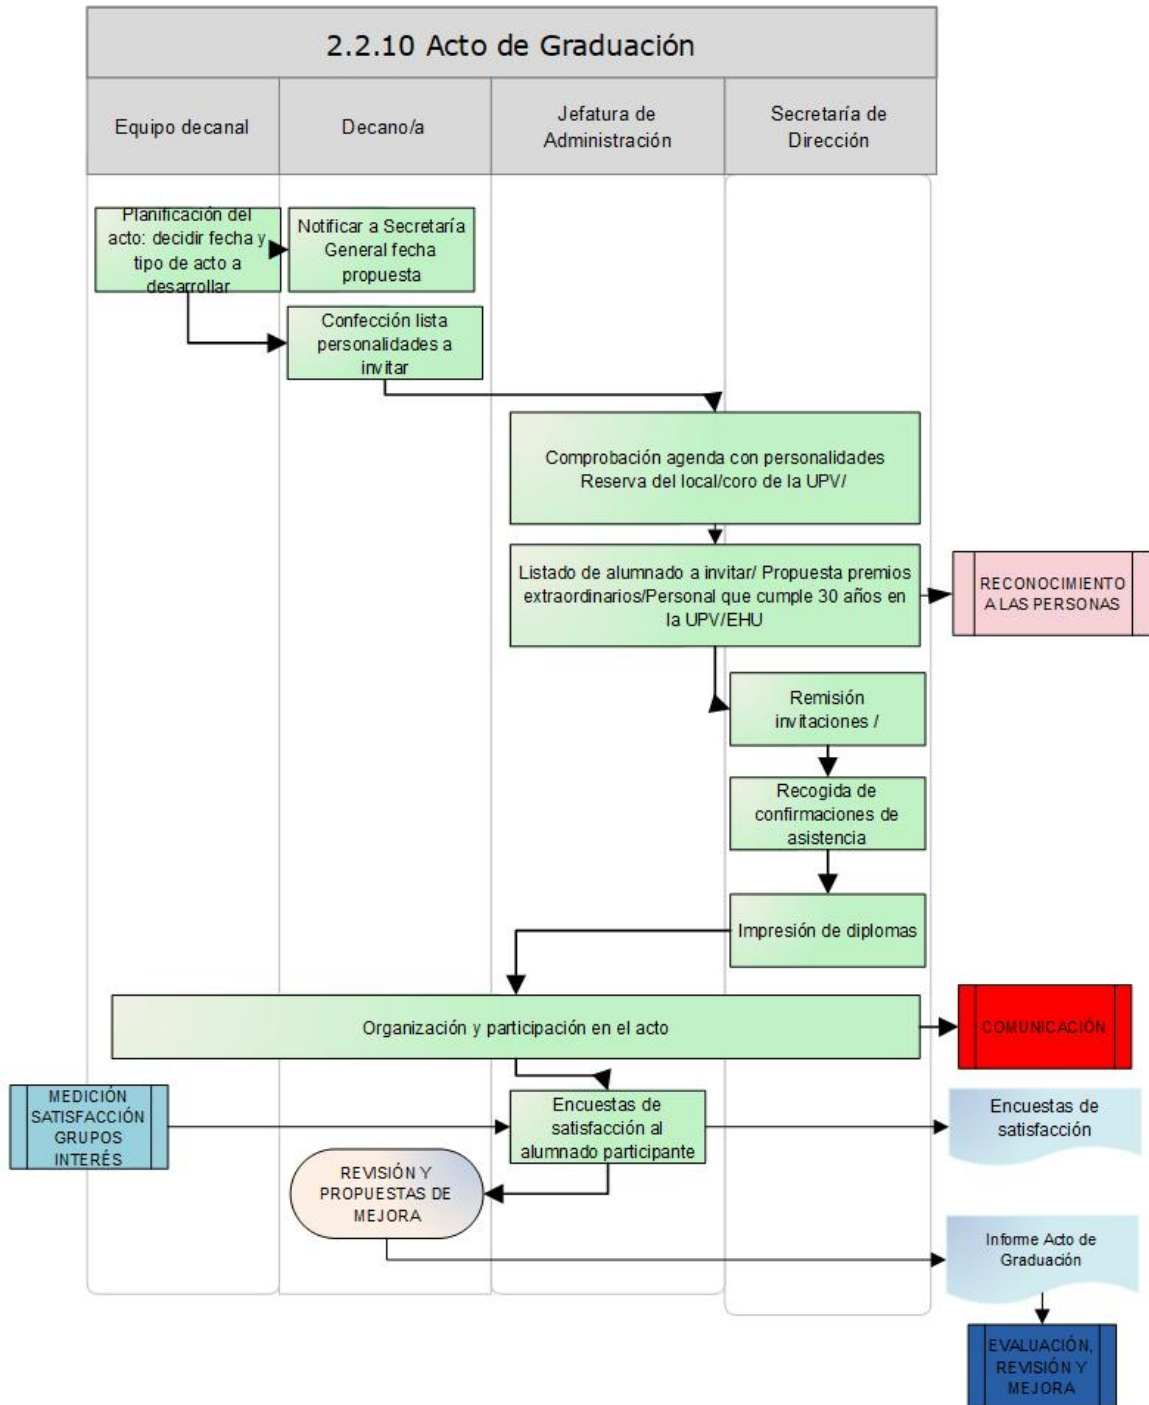 2.2.10 Acto de Graduación
Equipo decanal
Decano/a
Jefatura de
Administración
Secretaría de
Dirección
Planificación del
acto: decidir fecha y
tipo de acto a
desarrollar
Notificar a Secretaría
General fecha
propuesta
Confección lista
personalidades a
invitar
Comprobación agenda con personalidades
Reserva del local/coro de la UPV/
Listado de alumnado a invitar/ Propuesta premios
extraordinarios/Personal que cumple 30 años en
la UPV/EHU
RECONOCIMIENTO
A LAS PERSONAS
Remisión
invitaciones /
Recogida de
confirmaciones de
asistencia
Impresión de diplomas
Organización y participación en el acto
COMUNICACIÓN
MEDICIÓN
SATISFACCIÓN
GRUPOS
INTERÉS
Encuestas de
satisfacción al
alumnado participante
Encuestas de
satisfacción
REVISIÓN Y
PROPUESTAS DE
MEJORA
Informe Acto de
Graduación
EVALUACIÓN,
REVISIÓN Y
MEJORA